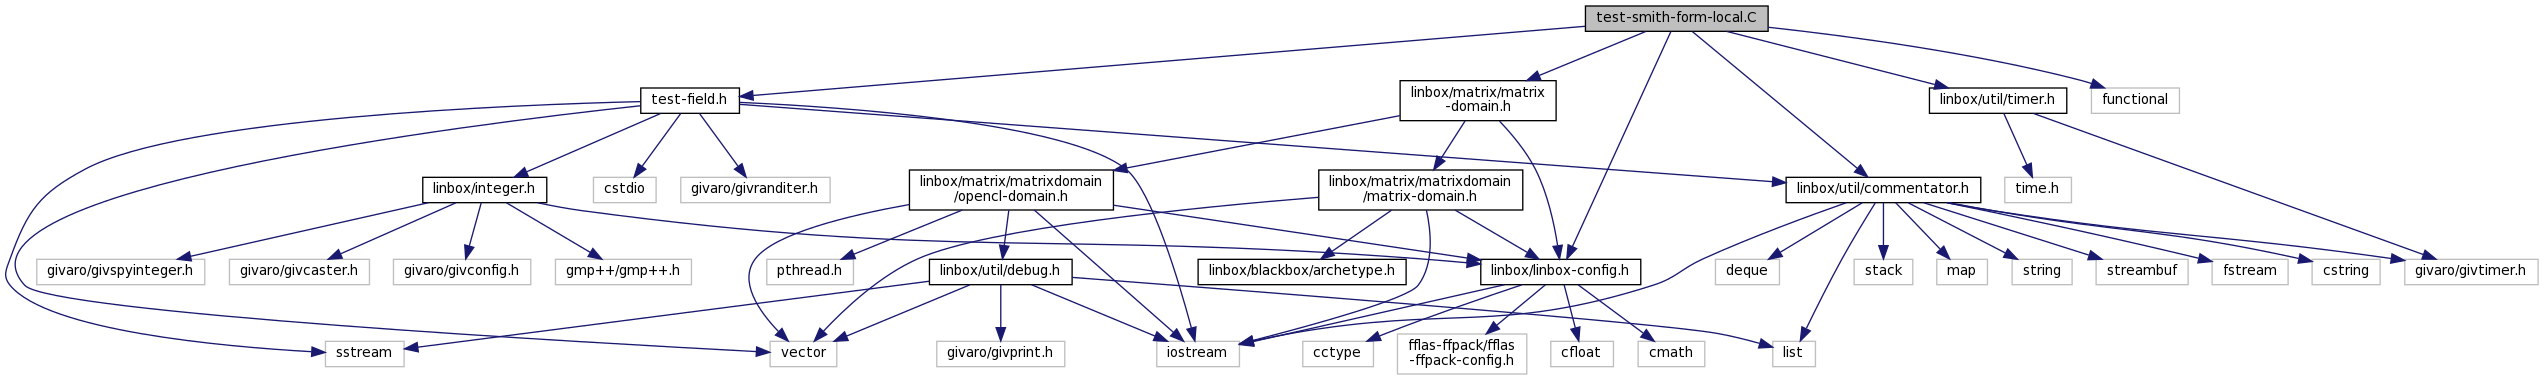 test-smith-form-local.C
test-field.h
linbox/matrix/matrix
-domain.h
linbox/util/timer.h
functional
linbox/integer.h
cstdio
givaro/givranditer.h
linbox/matrix/matrixdomain
/opencl-domain.h
linbox/matrix/matrixdomain
/matrix-domain.h
linbox/util/commentator.h
time.h
givaro/givspyinteger.h
givaro/givcaster.h
givaro/givconfig.h
gmp++/gmp++.h
pthread.h
linbox/util/debug.h
linbox/blackbox/archetype.h
linbox/linbox-config.h
deque
stack
map
string
streambuf
fstream
cstring
givaro/givtimer.h
sstream
vector
givaro/givprint.h
iostream
cctype
fflas-ffpack/fflas
-ffpack-config.h
cfloat
cmath
list